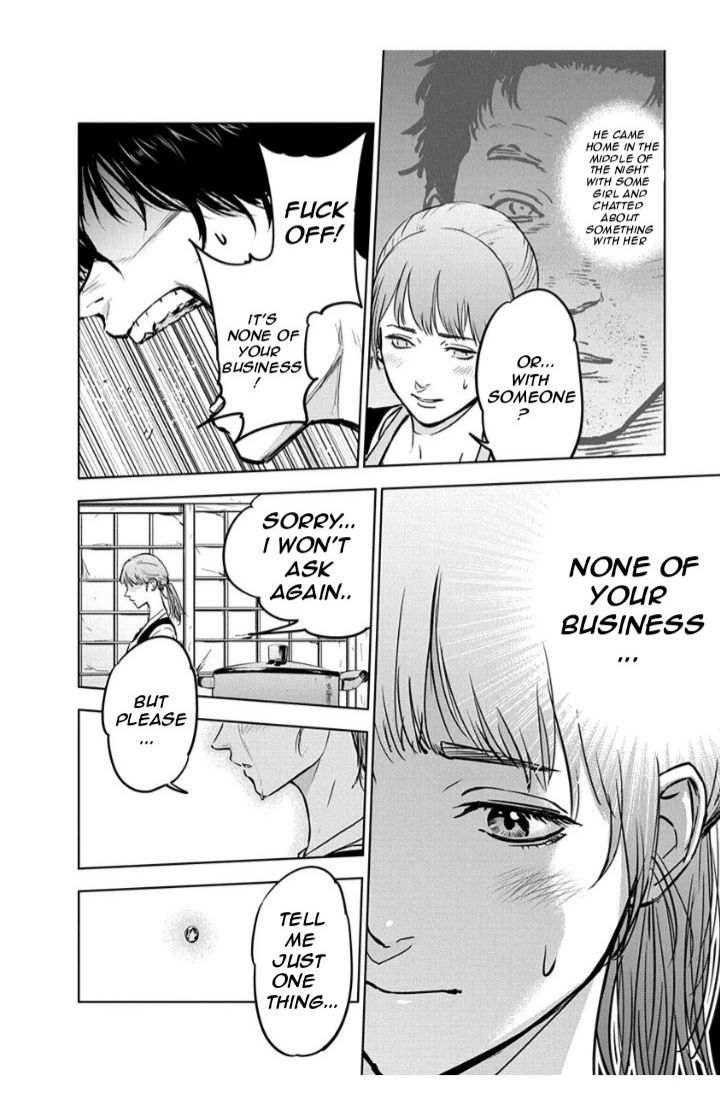 HE CAME
HOME IN THE
MIDDLE OF
THE NIGHT
WITH SOME
GIRL AND
CHATTED
ABOUT
SOMETHING
WITH HER
OR...
WITH
SOMEONE
?
FUCK
OFF!
IT'S
NONE OF
YOUR
BUSINESS
!
NONE OF
YOUR
BUSINESS
...
SORRY...
I WON'T
ASK
AGAIN..
BUT
PLEASE
...
TELL
ME
JUST
ONE
THING...